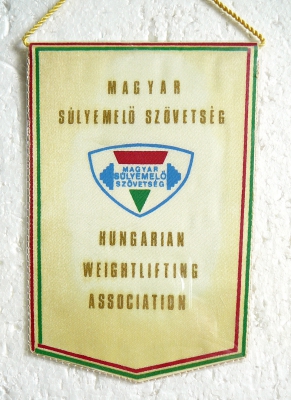 MAGYAR
SÚLYEMELŐ SZÖVETSÉG
MAGYAR
SÚLYEMELŐ
SZÖVETSÉG
HUNGARIAN
WEIGHTLIFTING
ASSOCIATION